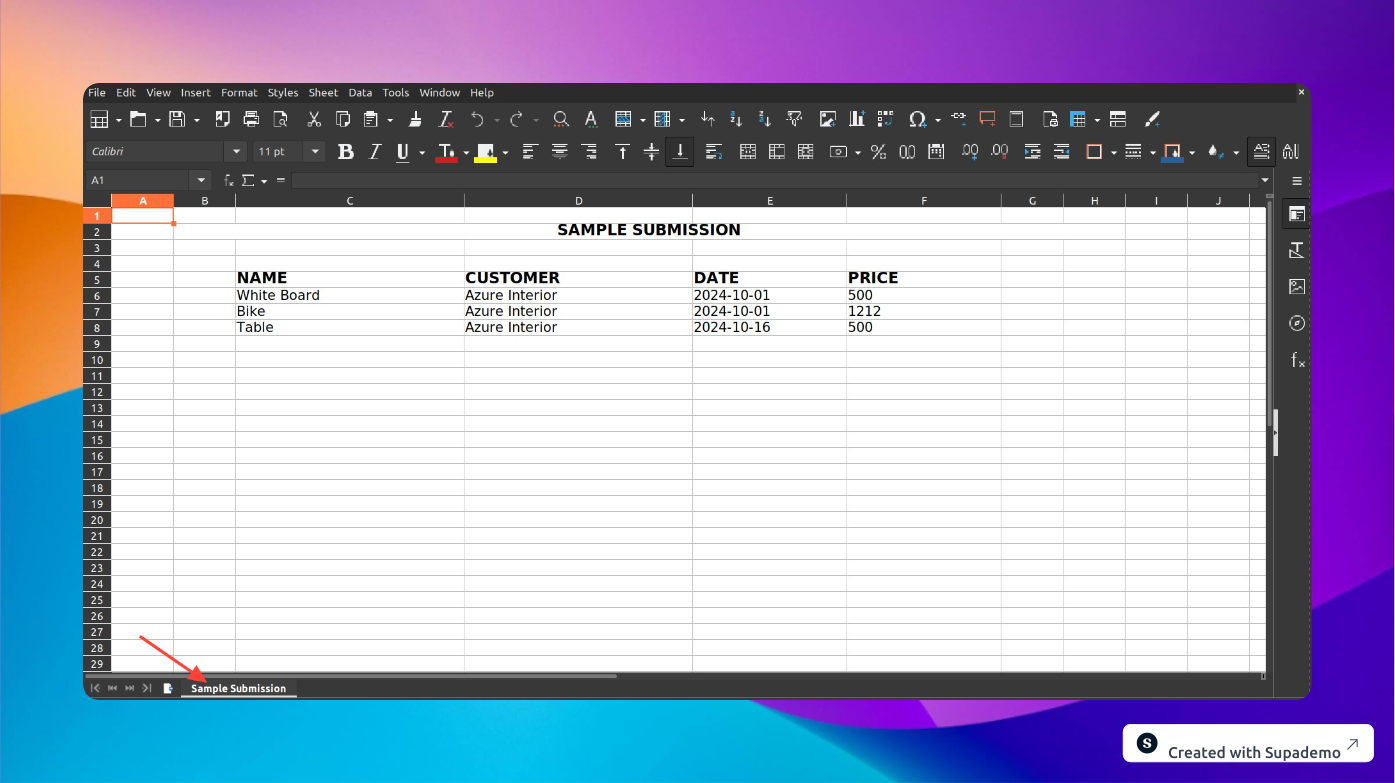 File Edit View Insert Format Styles Sheet Data Tools Window Help
Calibri 11 pt
A1
A B C D E F G H I J
1
2 SAMPLE SUBMISSION
3
4
5 NAME CUSTOMER DATE PRICE
6 White Board Azure Interior 2024-10-01 500
7 Bike Azure Interior 2024-10-01 1212
8 Table Azure Interior 2024-10-16 500
9
10
11
12
13
14
15
16
17
18
19
20
21
22
23
24
25
26
27
28
29
Sample Submission
S Created with Supademo